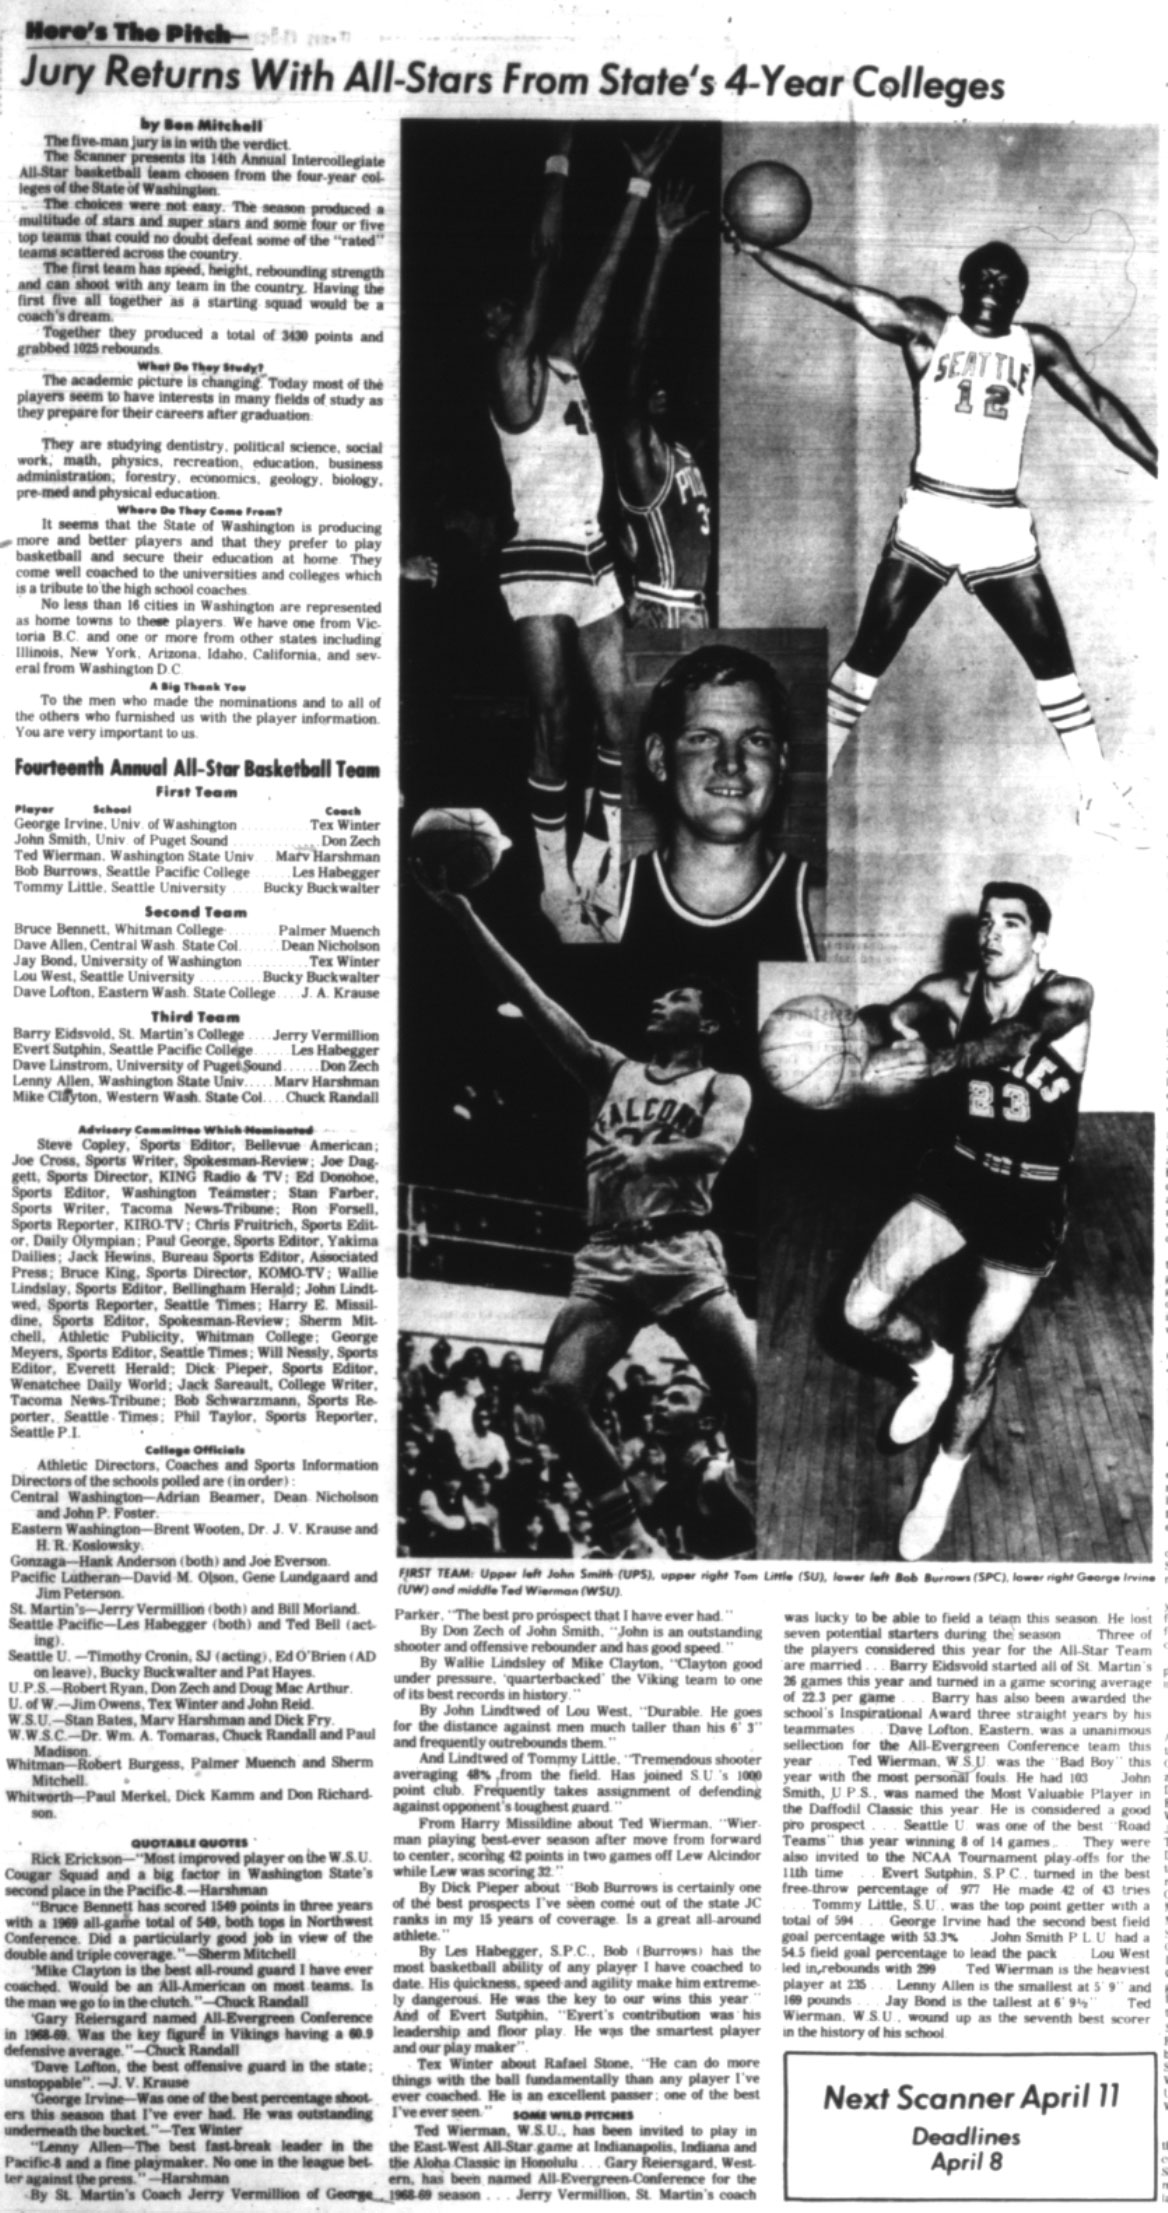 Here's The Pitch—
Jury Returns With All-Stars From State's 4-Year Colleges
by Ben Mitchell
The five-man jury is in with the verdict.
The Scanner presents its 14th Annual Intercollegiate
All-Star basketball team chosen from the four-year col-
leges of the State of Washington.
The choices were not easy. The season produced a
multitude of stars and super stars and some four or five
top teams that could no doubt defeat some of the "rated"
teams scattered across the country.
The first team has speed, height, rebounding strength
and can shoot with any team in the country. Having the
first five all together as a starting squad would be a
coach's dream.
Together they produced a total of 3430 points and
grabbed 1025 rebounds.
What Do They Study?
The academic picture is changing. Today most of the
players seem to have interests in many fields of study as
they prepare for their careers after graduation.
They are studying dentistry, political science, social
work, math, physics, recreation, education, business
administration, forestry, economics, geology, biology,
pre-med and physical education.
Where Do They Come From?
It seems that the State of Washington is producing
more and better players and that they prefer to play
basketball and secure their education at home. They
come well coached to the universities and colleges which
is a tribute to the high school coaches.
No less than 16 cities in Washington are represented
as home towns to these players. We have one from Vic-
toria B.C. and one or more from other states including
Illinois, New York, Arizona, Idaho, California, and sev-
eral from Washington D.C.
A Big Thank You
To the men who made the nominations and to all of
the others who furnished us with the player information.
You are very important to us.
Fourteenth Annual All-Star Basketball Team
First Team
Player School Coach
George Irvine, Univ. of Washington Tex Winter
John Smith, Univ. of Puget Sound Don Zech
Ted Wierman, Washington State Univ. Marv Harshman
Bob Burrows, Seattle Pacific College Les Habegger
Tommy Little, Seattle University Bucky Buckwalter
Second Team
Bruce Bennett, Whitman College Palmer Muench
Dave Allen, Central Wash. State Col. Dean Nicholson
Jay Bond, University of Washington Tex Winter
Lou West, Seattle University Bucky Buckwalter
Dave Lofton, Eastern Wash. State College J. A. Krause
Third Team
Barry Eidsvold, St. Martin's College Jerry Vermillion
Evert Sutphin, Seattle Pacific College Les Habegger
Dave Linstrom, University of Puget Sound Don Zech
Lenny Allen, Washington State Univ. Marv Harshman
Mike Clayton, Western Wash. State Col. Chuck Randall
Advisory Committee Which Nominated
Steve Copley, Sports Editor, Bellevue American;
Joe Cross, Sports Writer, Spokesman-Review; Joe Dag-
gett, Sports Director, KING Radio & TV; Ed Donohoe,
Sports Editor, Washington Teamster; Stan Farber,
Sports Writer, Tacoma News-Tribune; Ron Forsell,
Sports Reporter, KIRO-TV; Chris Fruitrich, Sports Edit-
or, Daily Olympian; Paul George, Sports Editor, Yakima
Dailies; Jack Hewins, Bureau Sports Editor, Associated
Press; Bruce King, Sports Director, KOMO-TV; Wallie
Lindslay, Sports Editor, Bellingham Herald; John Lindt-
wed, Sports Reporter, Seattle Times; Harry E. Missil-
dine, Sports Editor, Spokesman-Review; Sherm Mit-
chell, Athletic Publicity, Whitman College; George
Meyers, Sports Editor, Seattle Times; Will Nessly, Sports
Editor, Everett Herald; Dick Pieper, Sports Editor,
Wenatchee Daily World; Jack Sareault, College Writer,
Tacoma News-Tribune; Bob Schwarzmann, Sports Re-
porter, Seattle Times; Phil Taylor, Sports Reporter,
Seattle P.I.
College Officials
Athletic Directors, Coaches and Sports Information
Directors of the schools polled are (in order):
Central Washington—Adrian Beamer, Dean Nicholson
and John P. Foster.
Eastern Washington—Brent Wooten, Dr. J. V. Krause and
H. R. Koslowsky.
Gonzaga—Hank Anderson (both) and Joe Everson.
Pacific Lutheran—David M. Olson, Gene Lundgaard and
Jim Peterson.
St. Martin's—Jerry Vermillion (both) and Bill Morland.
Seattle Pacific—Les Habegger (both) and Ted Bell (act-
ing).
Seattle U.—Timothy Cronin, SJ (acting), Ed O'Brien (AD
on leave), Bucky Buckwalter and Pat Hayes.
U.P.S.—Robert Ryan, Don Zech and Doug Mac Arthur.
U. of W.—Jim Owens, Tex Winter and John Reid.
W.S.U.—Stan Bates, Marv Harshman and Dick Fry.
W.W.S.C.—Dr. Wm. A. Tomaras, Chuck Randall and Paul
Madison.
Whitman—Robert Burgess, Palmer Muench and Sherm
Mitchell.
Whitworth—Paul Merkel, Dick Kamm and Don Richard-
son.
QUOTABLE QUOTES
Rick Erickson—"Most improved player on the W.S.U.
Cougar Squad and a big factor in Washington State's
second place in the Pacific-8.—Harshman
"Bruce Bennett has scored 1549 points in three years
with a 1969 all-game total of 549, both tops in Northwest
Conference. Did a particularly good job in view of the
double and triple coverage."—Sherm Mitchell
'Mike Clayton is the best all-round guard I have ever
coached. Would be an All-American on most teams. Is
the man we go to in the clutch."—Chuck Randall
'Gary Reiersgard named All-Evergreen Conference
in 1968-69. Was the key figure in Vikings having a 60.9
defensive average."—Chuck Randall
'Dave Lofton, the best offensive guard in the state;
unstoppable". —J. V. Krause
'George Irvine—Was one of the best percentage shoot-
ers this season that I've ever had. He was outstanding
underneath the bucket."—Tex Winter
"Lenny Allen—The best fast-break leader in the
Pacific-8 and a fine playmaker. No one in the league bet-
ter against the press."—Harshman
By St. Martin's Coach Jerry Vermillion of George
SEATTLE
12
FALCONS
23
FIRST TEAM: Upper left John Smith (UPS), upper right Tom Little (SU), lower left Bob Burrows (SPC), lower right George Irvine
(UW) and middle Ted Wierman (WSU).
Parker, "The best pro prospect that I have ever had."
By Don Zech of John Smith, "John is an outstanding
shooter and offensive rebounder and has good speed."
By Wallie Lindsley of Mike Clayton, "Clayton good
under pressure, 'quarterbacked' the Viking team to one
of its best records in history."
By John Lindtwed of Lou West, "Durable. He goes
for the distance against men much taller than his 6' 3"
and frequently outrebounds them."
And Lindtwed of Tommy Little, "Tremendous shooter
averaging 48% from the field. Has joined S.U.'s 1000
point club. Frequently takes assignment of defending
against opponent's toughest guard."
From Harry Missildine about Ted Wierman, "Wier-
man playing best-ever season after move from forward
to center, scoring 42 points in two games off Lew Alcindor
while Lew was scoring 32."
By Dick Pieper about "Bob Burrows is certainly one
of the best prospects I've seen come out of the state JC
ranks in my 15 years of coverage. Is a great all-around
athlete."
By Les Habegger, S.P.C., Bob (Burrows) has the
most basketball ability of any player I have coached to
date. His quickness, speed and agility make him extreme-
ly dangerous. He was the key to our wins this year"
And of Evert Sutphin, "Evert's contribution was his
leadership and floor play. He was the smartest player
and our play maker".
Tex Winter about Rafael Stone, "He can do more
things with the ball fundamentally than any player I've
ever coached. He is an excellent passer; one of the best
I've ever seen."
SOME WILD PITCHES
Ted Wierman, W.S.U., has been invited to play in
the East-West All-Star game at Indianapolis, Indiana and
the Aloha Classic in Honolulu . . . Gary Reiersgard, West-
ern, has been named All-Evergreen-Conference for the
1968-69 season . . . Jerry Vermillion, St. Martin's coach
was lucky to be able to field a team this season. He lost
seven potential starters during the season . . . Three of
the players considered this year for the All-Star Team
are married . . . Barry Eidsvold started all of St. Martin's
26 games this year and turned in a game scoring average
of 22.3 per game . . . Barry has also been awarded the
school's Inspirational Award three straight years by his
teammates . . . Dave Lofton, Eastern, was a unanimous
sellection for the All-Evergreen Conference team this
year . . . Ted Wierman, W.S.U. was the "Bad Boy" this
year with the most personal fouls. He had 103 John
Smith, U.P.S., was named the Most Valuable Player in
the Daffodil Classic this year. He is considered a good
pro prospect . . . Seattle U. was one of the best "Road
Teams" this year winning 8 of 14 games . . . They were
also invited to the NCAA Tournament play-offs for the
11th time . . . Evert Sutphin, S.P.C., turned in the best
free-throw percentage of 977 He made 42 of 43 tries
. . . Tommy Little, S.U., was the top point getter with a
total of 594 . . . George Irvine had the second best field
goal percentage with 53.3% John Smith P.L.U. had a
54.5 field goal percentage to lead the pack . . . Lou West
led in rebounds with 299 Ted Wierman is the heaviest
player at 235 . . . Lenny Allen is the smallest at 5' 9" and
169 pounds . . . Jay Bond is the tallest at 6' 9½" Ted
Wierman, W.S.U., wound up as the seventh best scorer
in the history of his school.
Next Scanner April 11
Deadlines
April 8